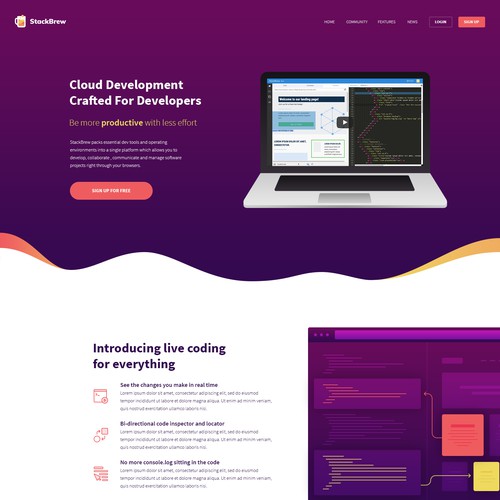 StackBrew
HOME COMMUNITY FEATURES NEWS LOGIN SIGN UP
Cloud Development
Crafted For Developers
Be more productive with less effort
StackBrew packs essential dev tools and operating
environments into a single platform which allows you to
develop, collaborate , communicate and manage software
projects right through your browsers.
SIGN UP FOR FREE
Welcome to our landing page!
Introducing live coding
for everything
See the changes you make in real time
Lorem ipsum dolor sit amet, consectetur adipiscing elit, sed do eiusmod
tempor incididunt ut labore et dolore magna aliqua. Ut enim ad minim veniam,
quis nostrud exercitation ullamco laboris nisi.
Bi-directional code inspector and locator
Lorem ipsum dolor sit amet, consectetur adipiscing elit, sed do eiusmod
tempor incididunt ut labore et dolore magna aliqua. Ut enim ad minim veniam,
quis nostrud exercitation ullamco laboris nisi.
No more console.log sitting in the code
Lorem ipsum dolor sit amet, consectetur adipiscing elit, sed do eiusmod
tempor incididunt ut labore et dolore magna aliqua. Ut enim ad minim veniam,
quis nostrud exercitation ullamco laboris nisi.